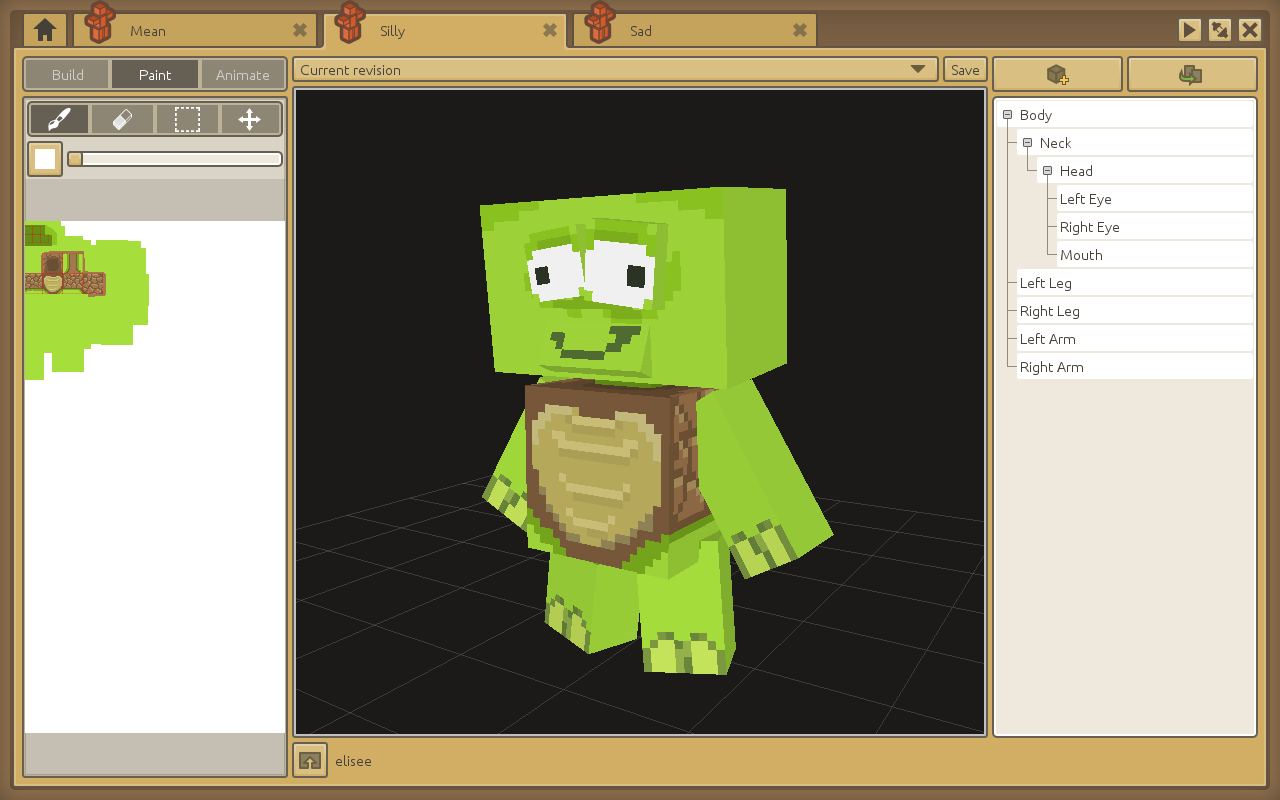 Mean
Silly
Sad
Build
Paint
Animate
Current revision
Save
Body
Neck
Head
Left Eye
Right Eye
Mouth
Left Leg
Right Leg
Left Arm
Right Arm
elisee